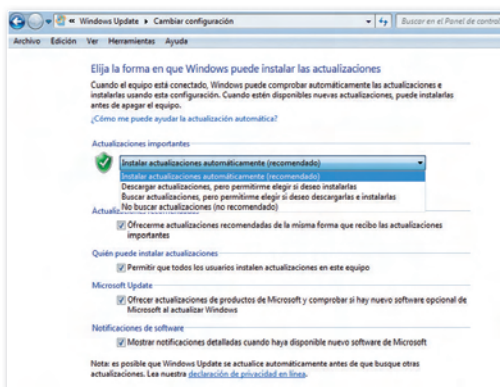 « Windows Update ▸ Cambiar configuración
Buscar en el Panel de control
Archivo Edición Ver Herramientas Ayuda
Elija la forma en que Windows puede instalar las actualizaciones
Cuando el equipo está conectado, Windows puede comprobar automáticamente las actualizaciones e
instalarlas usando esta configuración. Cuando estén disponibles nuevas actualizaciones, puede instalarlas
antes de apagar el equipo.
¿Cómo me puede ayudar la actualización automática?
Actualizaciones importantes
Instalar actualizaciones automáticamente (recomendado)
Instalar actualizaciones automáticamente (recomendado)
Descargar actualizaciones, pero permitirme elegir si deseo instalarlas
Buscar actualizaciones, pero permitirme elegir si deseo descargarlas e instalarlas
No buscar actualizaciones (no recomendado)
Ofrecerme actualizaciones recomendadas de la misma forma que recibo las actualizaciones
importantes
Quién puede instalar actualizaciones
Permitir que todos los usuarios instalen actualizaciones en este equipo
Microsoft Update
Ofrecer actualizaciones de productos de Microsoft y comprobar si hay nuevo software opcional de
Microsoft al actualizar Windows
Notificaciones de software
Mostrar notificaciones detalladas cuando haya disponible nuevo software de Microsoft
Nota: es posible que Windows Update se actualice automáticamente antes de que busque otras
actualizaciones. Lea nuestra declaración de privacidad en línea.